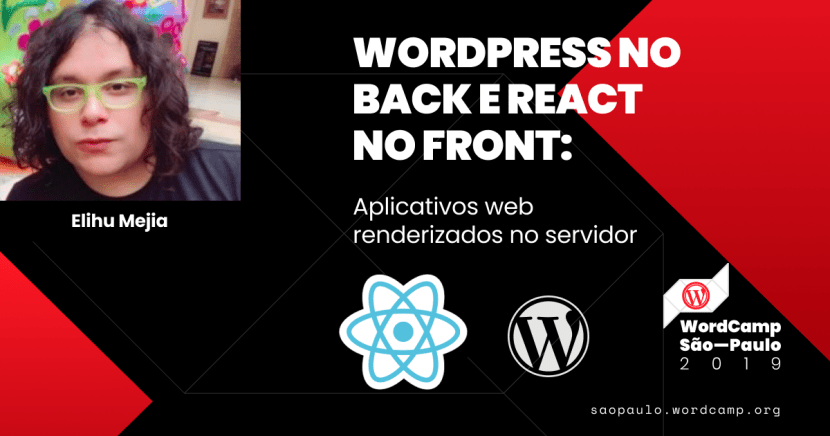 WORDPRESS NO
BACK E REACT
NO FRONT:
Aplicativos web
renderizados no servidor
Elihu Mejia
WordCamp
São—Paulo
2019
saopaulo.wordcamp.org